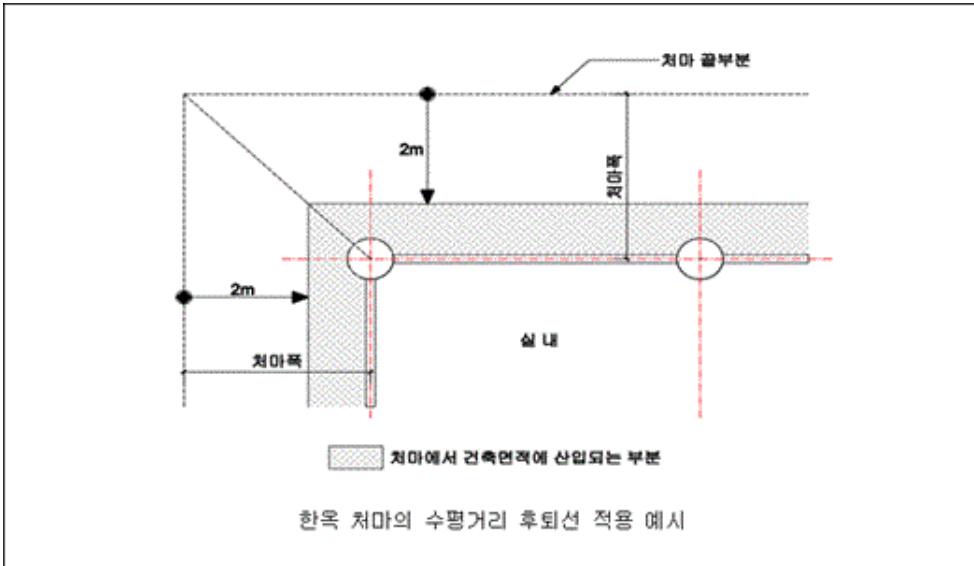 처마 끝부분
2m
처마폭
2m
처마폭
실 내
처마에서 건축면적에 산입되는 부분
한옥 처마의 수평거리 후퇴선 적용 예시